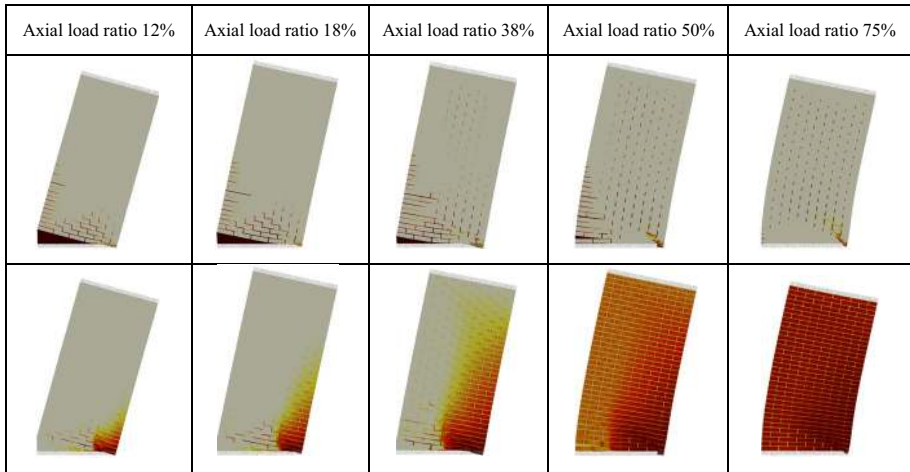 Axial load ratio 12%
Axial load ratio 18%
Axial load ratio 38%
Axial load ratio 50%
Axial load ratio 75%